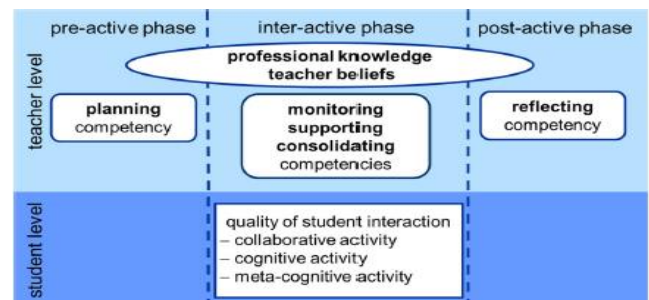 pre-active phase
inter-active phase
post-active phase
teacher level
professional knowledge
teacher beliefs
planning
competency
monitoring
supporting
consolidating
competencies
reflecting
competency
student level
quality of student interaction
– collaborative activity
– cognitive activity
– meta-cognitive activity